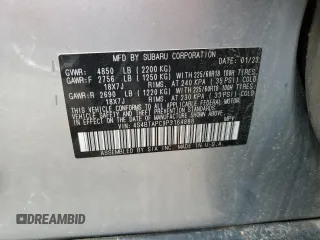 MFD. BY SUBARU CORPORATION 01/23
GVWR: 4850 LB (2200 KG)
GAWR:F 2756 LB (1250 KG) WITH 225/60R18 100H TIRES,
18X7J RIMS, AT 240 KPA (35 PSI) COLD
GAWR:R 2690 LB (1220 KG) WITH 225/60R18 100H TIRES,
18X7J RIMS, AT 230 KPA (33 PSI) COLD
THIS VEHICLE CONFORMS TO ALL APPLICABLE FEDERAL MOTOR VEHICLE
SAFETY, BUMPER, AND THEFT PREVENTION STANDARDS IN EFFECT
ON THE DATE OF MANUFACTURE SHOWN ABOVE.
VIN: MPV
ASSEMBLED BY SIA INC. MADE IN U.S.A.
DREAMBID